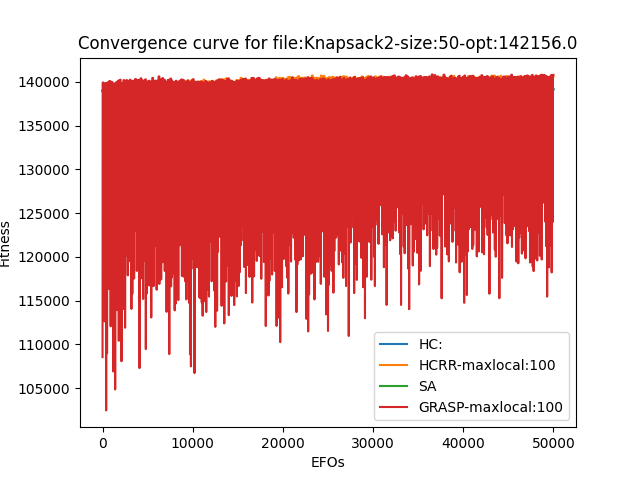 Convergence curve for file:Knapsack2-size:50-opt:142156.0
140000
135000
130000
125000
120000
115000
110000
105000
Fitness
0
10000
20000
30000
40000
50000
EFOs
HC:
HCRR-maxlocal:100
SA
GRASP-maxlocal:100